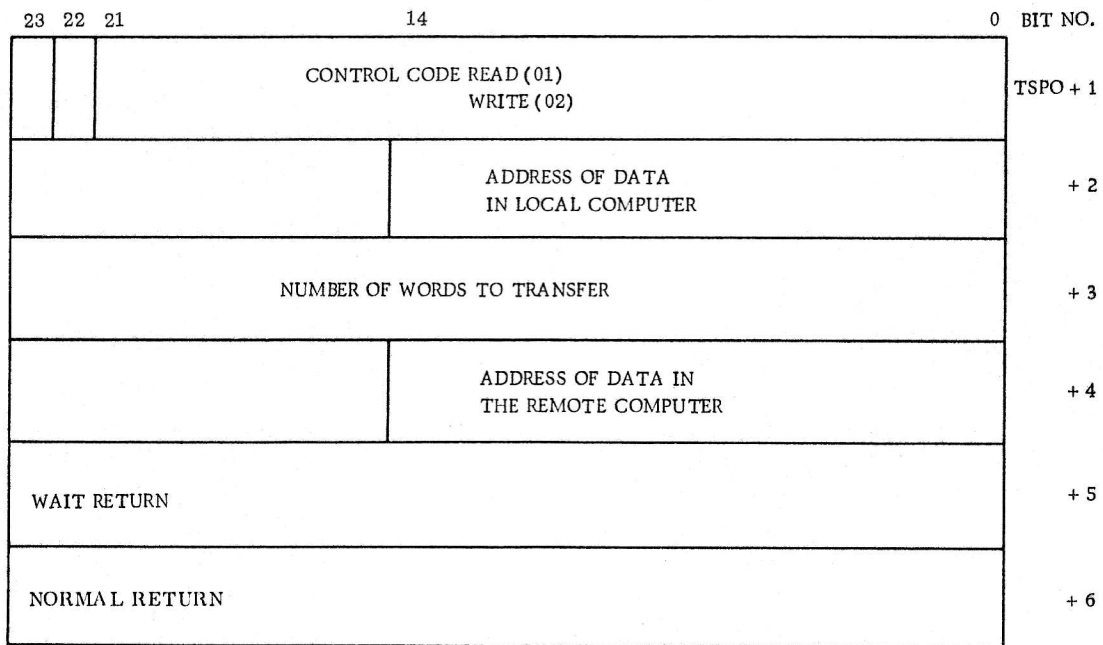 23 22 21 14 0 BIT NO.
CONTROL CODE READ (01) TSPO + 1
WRITE (02)
ADDRESS OF DATA
IN LOCAL COMPUTER + 2
NUMBER OF WORDS TO TRANSFER + 3
ADDRESS OF DATA IN
THE REMOTE COMPUTER + 4
WAIT RETURN + 5
NORMAL RETURN + 6